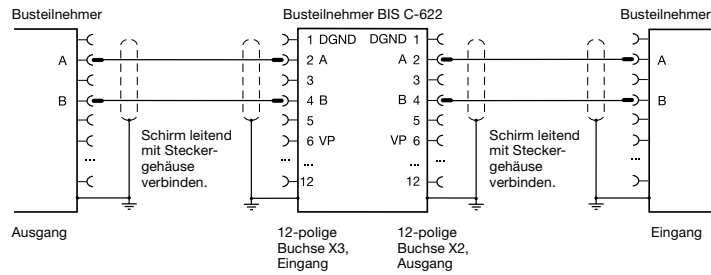 Busteilnehmer
Busteilnehmer BIS C-622
Busteilnehmer
1 DGND
DGND 1
A
2 A
A 2
A
3
3
B
4 B
B 4
B
5
5
Schirm leitend
mit Stecker-
gehäuse
verbinden.
6 VP
VP 6
Schirm leitend
mit Stecker-
gehäuse
verbinden.
...
...
...
...
12
12
Ausgang
12-polige
Buchse X3,
Eingang
12-polige
Buchse X2,
Ausgang
Eingang